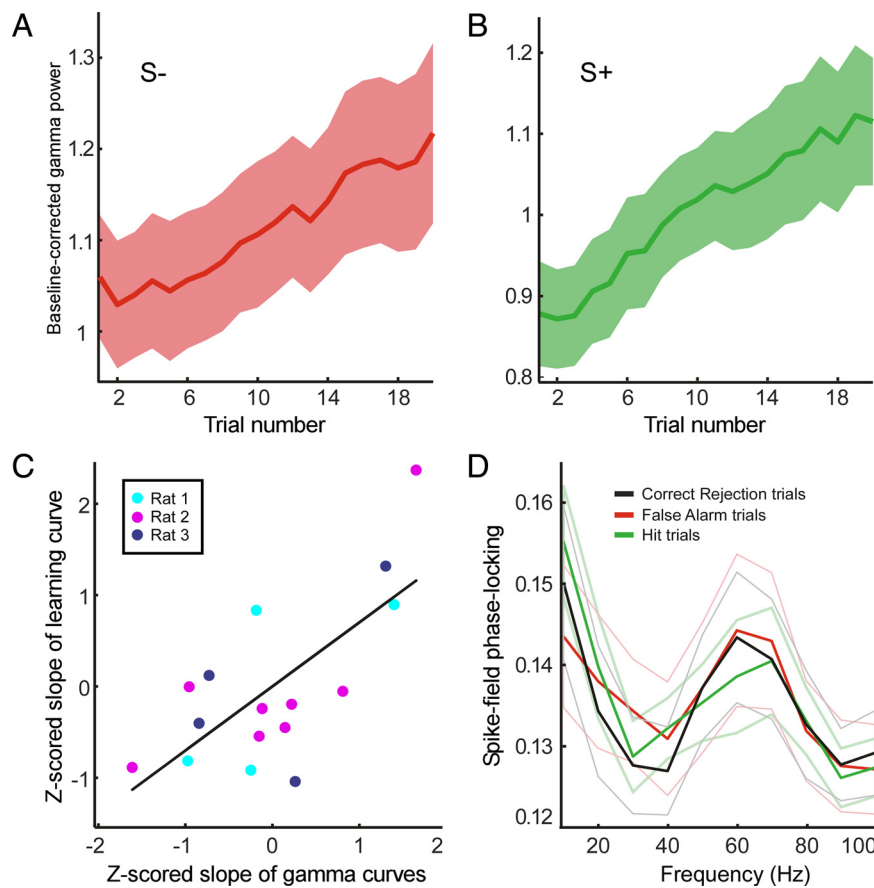 A
S-
Baseline-corrected gamma power
1.3
1.2
1.1
1
2 6 10 14 18
Trial number
B
S+
1.2
1.1
1
0.9
0.8
2 6 10 14 18
Trial number
C
Z-scored slope of learning curve
2
1
0
-1
Rat 1
Rat 2
Rat 3
-2 -1 0 1 2
Z-scored slope of gamma curves
D
Spike-field phase-locking
0.16
0.15
0.14
0.13
0.12
Correct Rejection trials
False Alarm trials
Hit trials
20 40 60 80 100
Frequency (Hz)